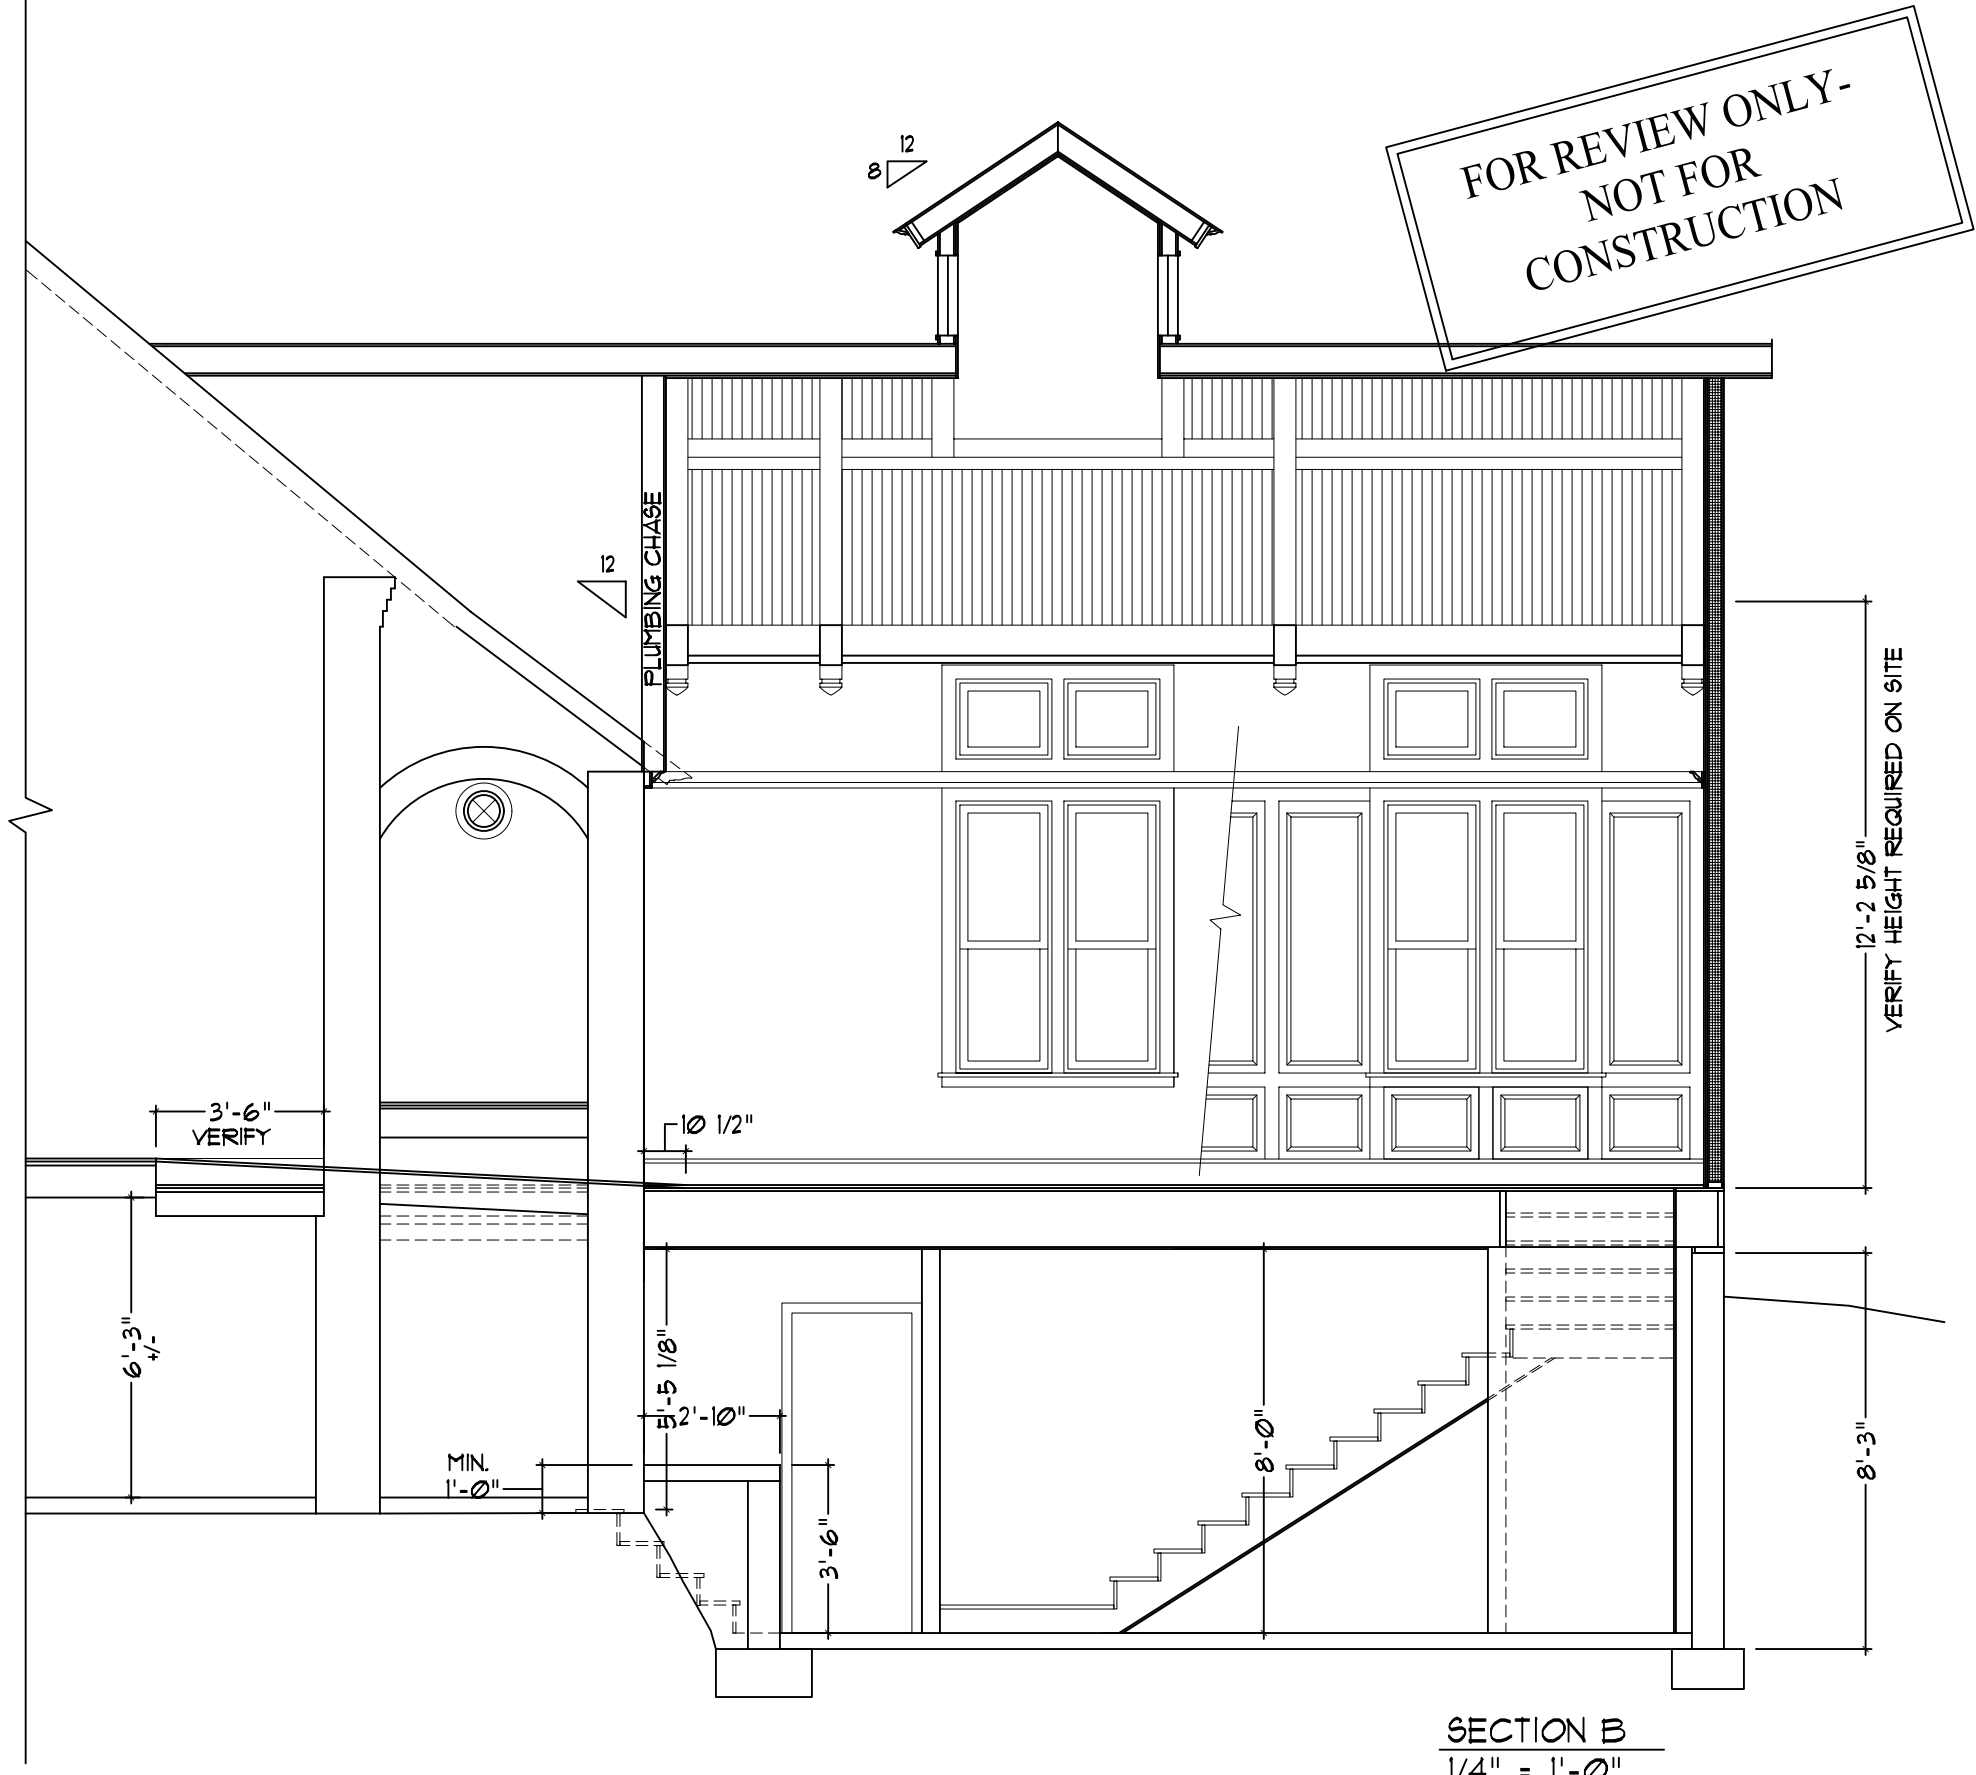 FOR REVIEW ONLY-
NOT FOR
CONSTRUCTION
12
8
12
PLUMBING CHASE
12'-2 5/8"
VERIFY HEIGHT REQUIRED ON SITE
3'-6"
VERIFY
10 1/2"
6'-3"
+/-
5'-5 1/8"
2'-10"
MIN.
1'-0"
3'-6"
8'-0"
8'-3"
SECTION B
1/4" = 1'-0"